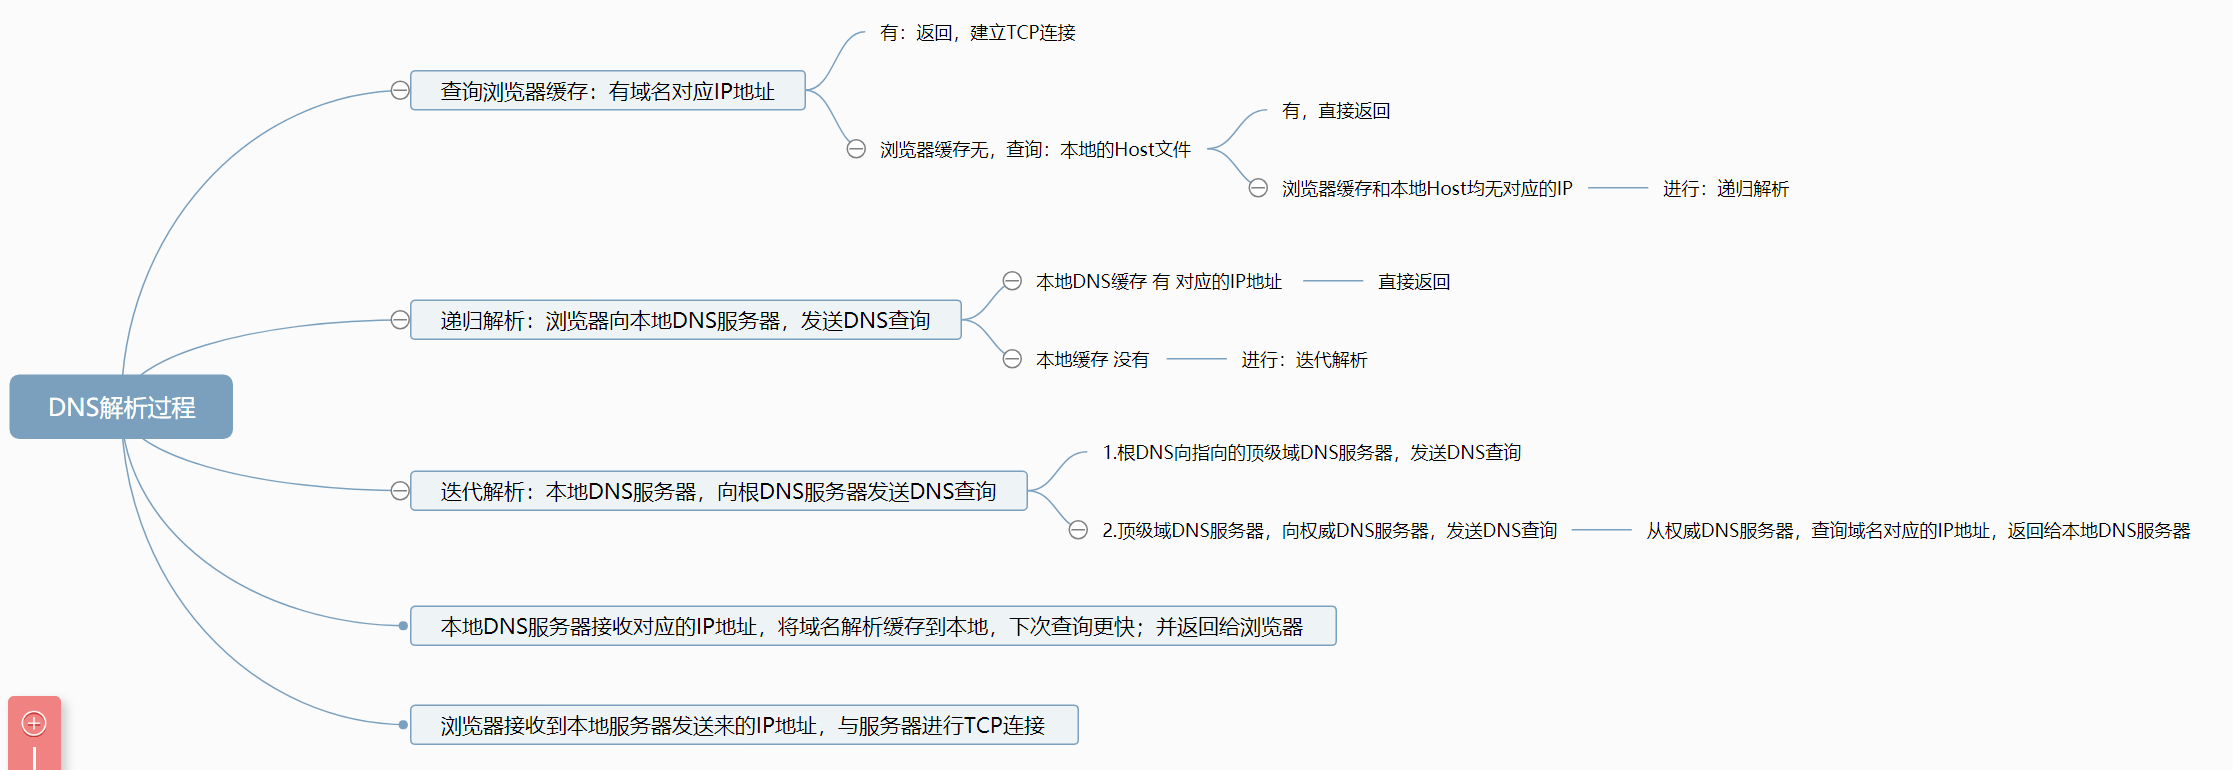 DNS解析过程
查询浏览器缓存：有域名对应IP地址
有：返回，建立TCP连接
浏览器缓存无，查询：本地的Host文件
有，直接返回
浏览器缓存和本地Host均无对应的IP
进行：递归解析
递归解析：浏览器向本地DNS服务器，发送DNS查询
本地DNS缓存 有 对应的IP地址
直接返回
本地缓存 没有
进行：迭代解析
迭代解析：本地DNS服务器，向根DNS服务器发送DNS查询
1.根DNS向指向的顶级域DNS服务器，发送DNS查询
2.顶级域DNS服务器，向权威DNS服务器，发送DNS查询
从权威DNS服务器，查询域名对应的IP地址，返回给本地DNS服务器
本地DNS服务器接收对应的IP地址，将域名解析缓存到本地，下次查询更快；并返回给浏览器
浏览器接收到本地服务器发送来的IP地址，与服务器进行TCP连接